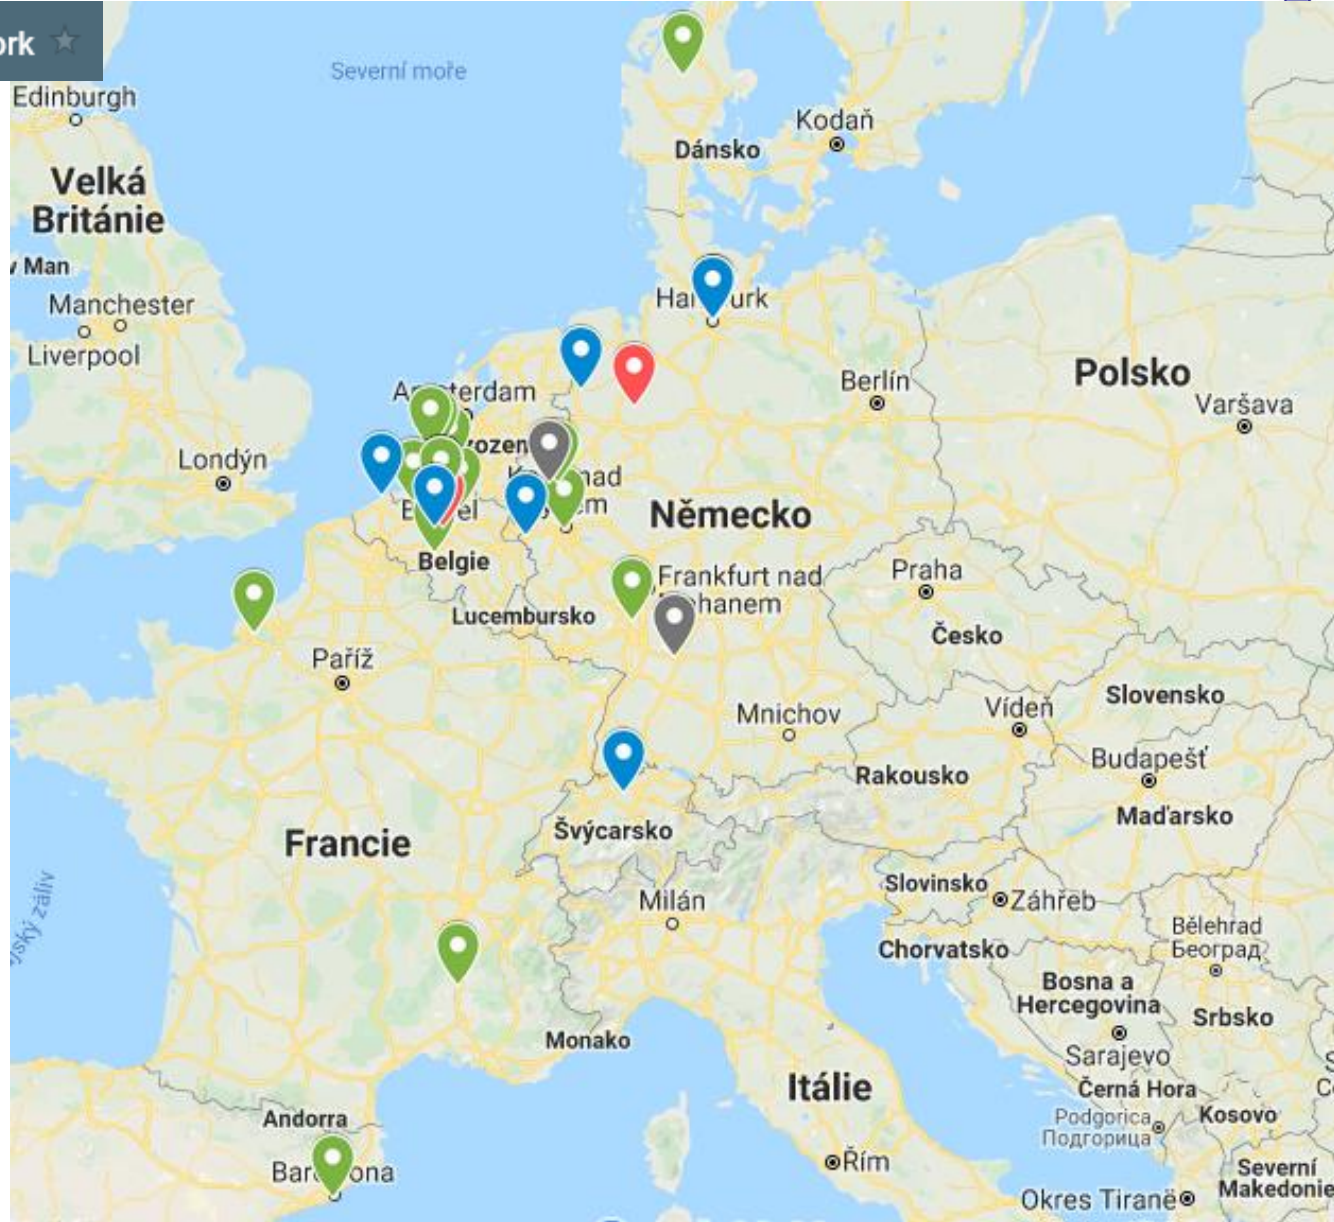 ork
Severní moře
Edinburgh
Kodaň
Dánsko
Velká
Británie
Man
Manchester
Liverpool
Polsko
Berlín
Varšava
Londýn
Německo
Belgie
Frankfurt nad
Praha
Lucembursko
Česko
Paříž
Slovensko
Mnichov
Vídeň
Budapešť
Rakousko
Maďarsko
Švýcarsko
Francie
Slovinsko
Záhřeb
Milán
Bělehrad
Београд
Chorvatsko
Bosna a
Hercegovina
Srbsko
Monako
Sarajevo
Itálie
Černá Hora
Andorra
Podgorica
Подгорица
Kosovo
Řím
Severní
Makedonie
Okres Tiranë